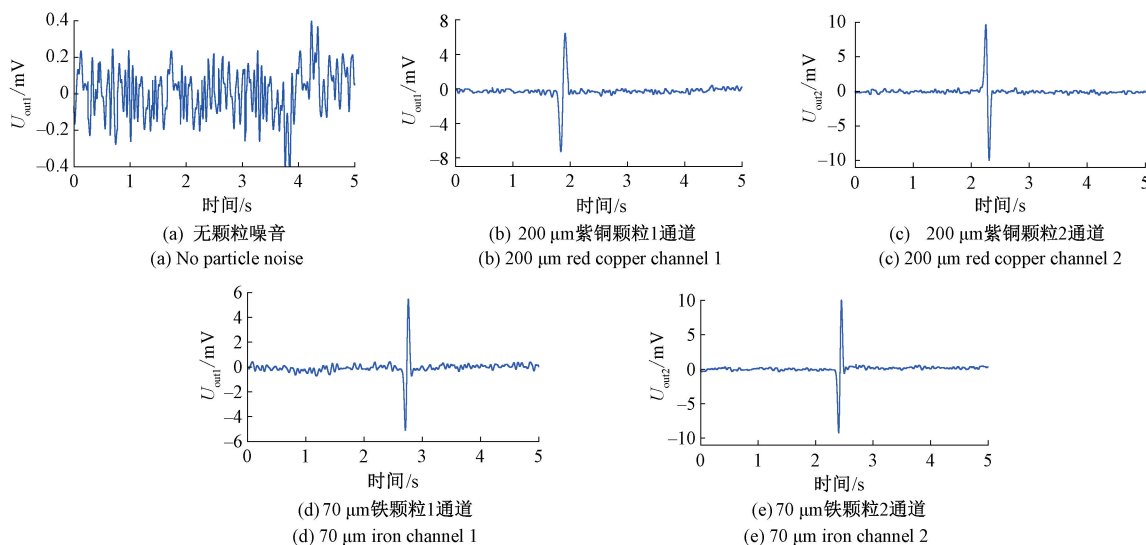 0.4
0.2
0
–0.2
–0.4
U_out1/mV
0 1 2 3 4 5
时间/s
(a) 无颗粒噪音
(a) No particle noise
8
4
0
–4
–8
U_out1/mV
0 1 2 3 4 5
时间/s
(b) 200 μm紫铜颗粒1通道
(b) 200 μm red copper channel 1
10
5
0
–5
–10
U_out2/mV
0 1 2 3 4 5
时间/s
(c) 200 μm紫铜颗粒2通道
(c) 200 μm red copper channel 2
6
4
2
0
–2
–4
–6
U_out1/mV
0 1 2 3 4 5
时间/s
(d) 70 μm铁颗粒1通道
(d) 70 μm iron channel 1
10
5
0
–5
–10
U_out2/mV
0 1 2 3 4 5
时间/s
(e) 70 μm铁颗粒2通道
(e) 70 μm iron channel 2